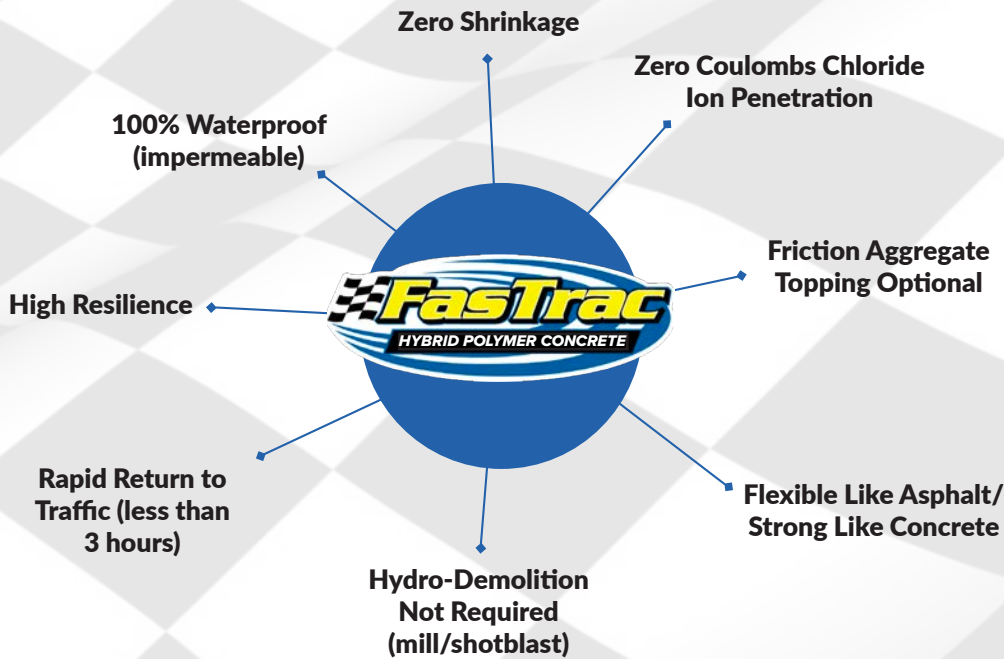 Zero Shrinkage
Zero Coulombs Chloride
Ion Penetration
100% Waterproof
(impermeable)
Friction Aggregate
Topping Optional
High Resilience
FasTrac
HYBRID POLYMER CONCRETE
Rapid Return to
Traffic (less than
3 hours)
Flexible Like Asphalt/
Strong Like Concrete
Hydro-Demolition
Not Required
(mill/shotblast)